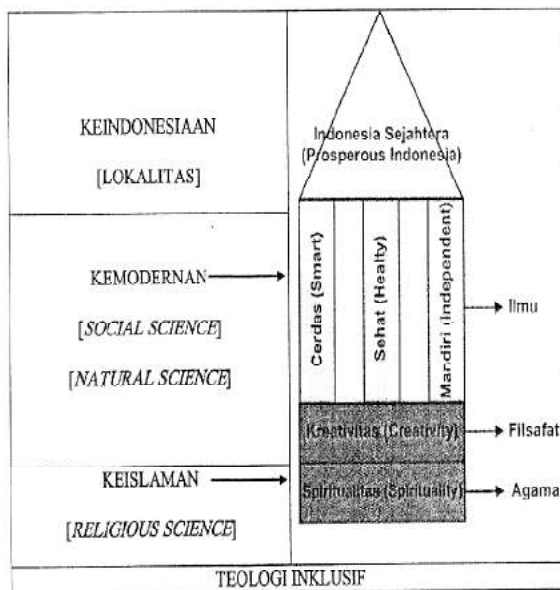 KEINDONESIAAN
[LOKALITAS]
Indonesia Sejahtera
(Prosperous Indonesia)
KEMODERNAN
[SOCIAL SCIENCE]
[NATURAL SCIENCE]
Cerdas (Smart)
Sehat (Healty)
Mandiri (Independent)
Ilmu
Kreativitas (Creativity)
Filsafat
KEISLAMAN
[RELIGIOUS SCIENCE]
Spiritualitas (Spirituality)
Agama
TEOLOGI INKLUSIF